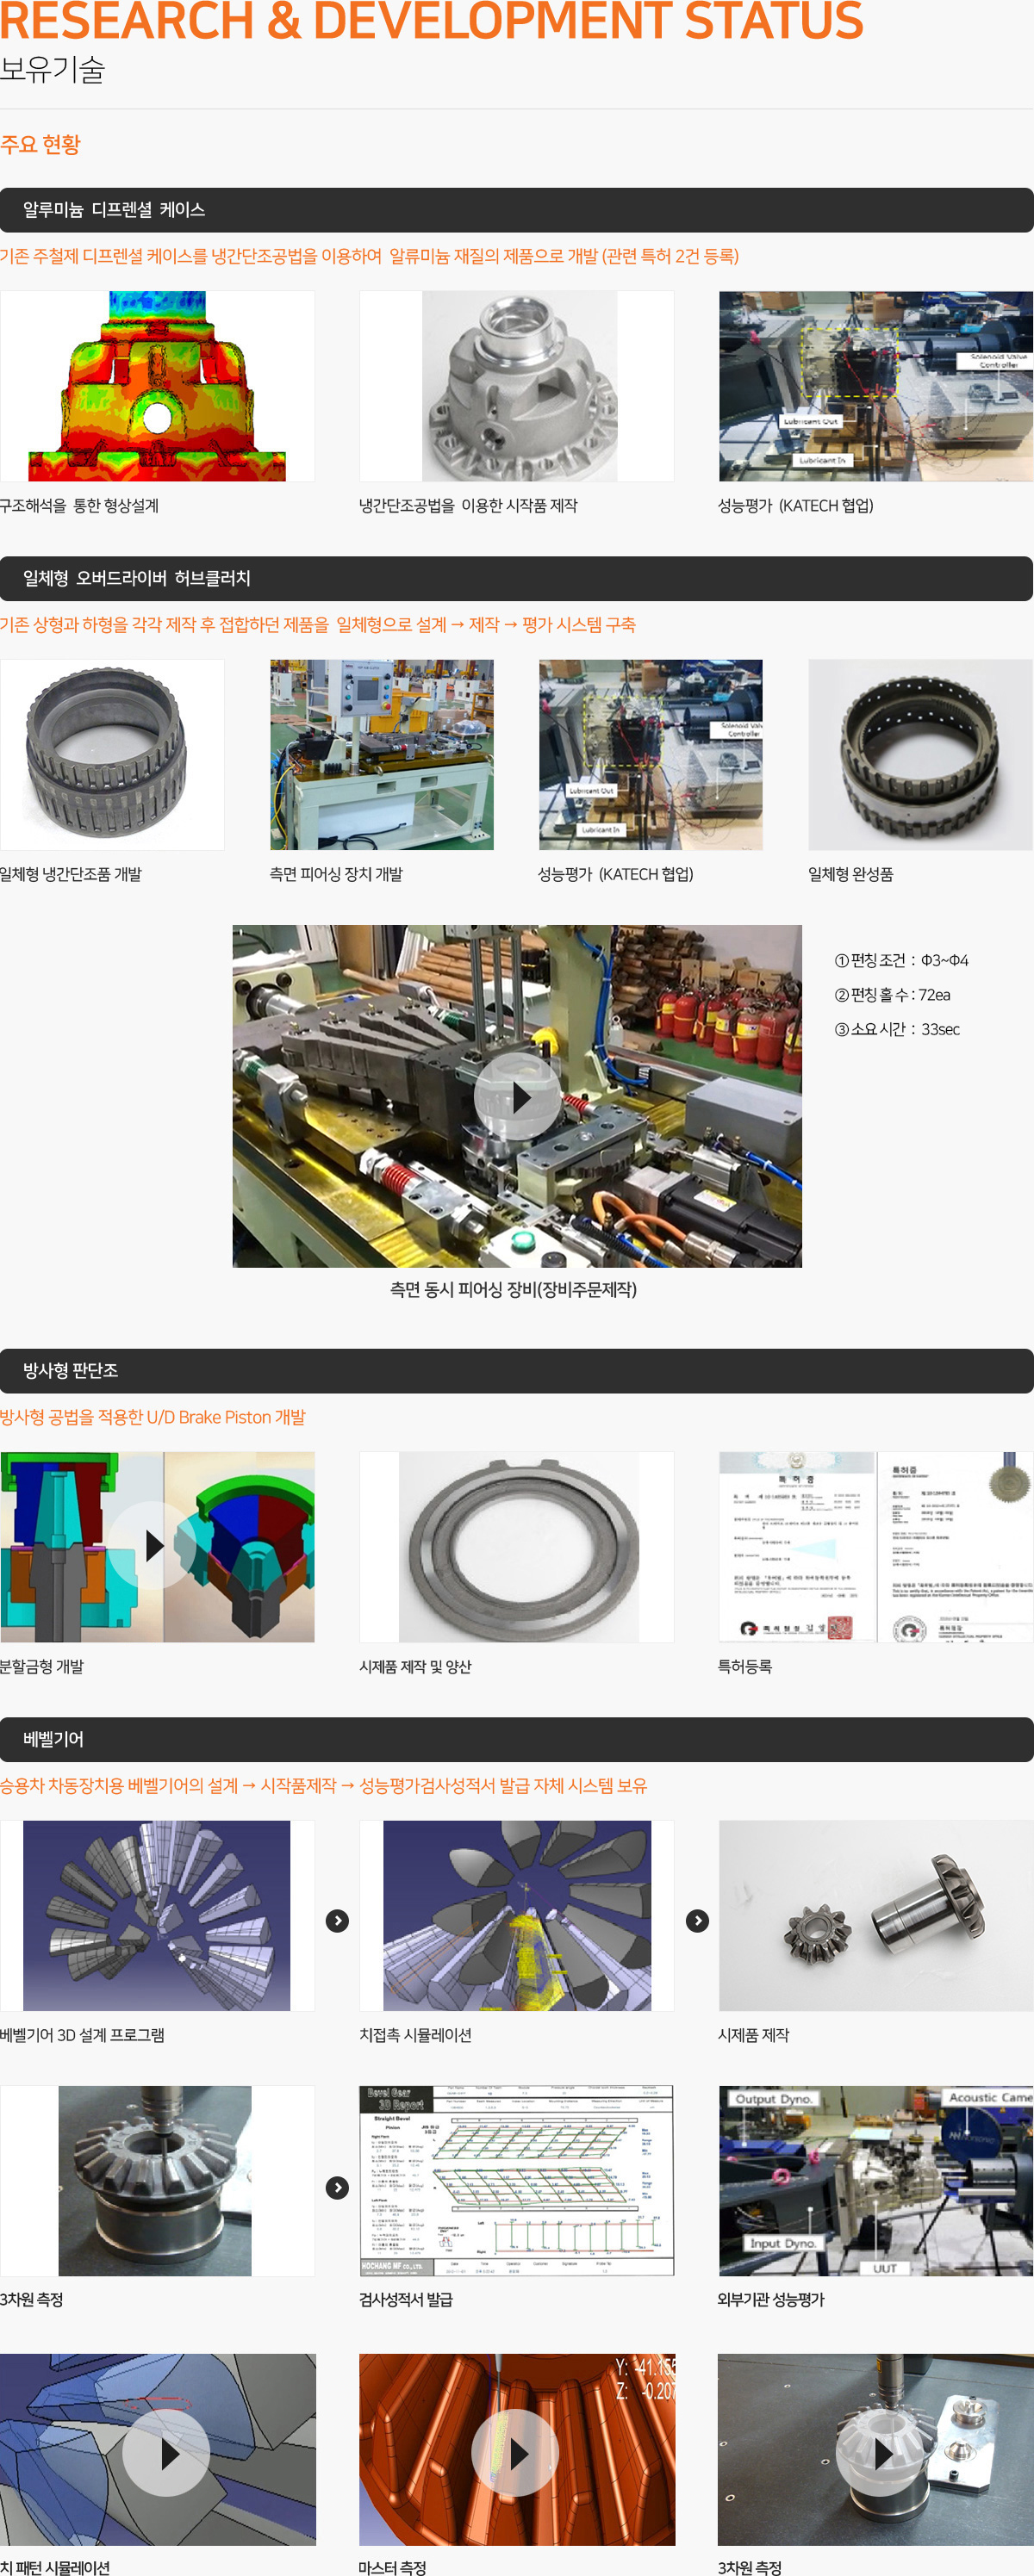 RESEARCH & DEVELOPMENT STATUS
보유기술
주요 현황
알루미늄 디프렌셜 케이스
기존 주철제 디프렌셜 케이스를 냉간단조공법을 이용하여 알류미늄 재질의 제품으로 개발 (관련 특허 2건 등록)
Solenoid Valve
Controller
Lubricant Out
Lubricant In
구조해석을 통한 형상설계
냉간단조공법을 이용한 시작품 제작
성능평가 (KATECH 협업)
일체형 오버드라이버 허브클러치
기존 상형과 하형을 각각 제작 후 접합하던 제품을 일체형으로 설계 → 제작 → 평가 시스템 구축
Solenoid Valv
Controller
Lubricant Out
Lubricant In
일체형 냉간단조품 개발
측면 피어싱 장치 개발
성능평가 (KATECH 협업)
일체형 완성품
① 펀칭 조건 : Φ3~Φ4
② 펀칭 홀 수 : 72ea
③ 소요 시간 : 33sec
측면 동시 피어싱 장비(장비주문제작)
방사형 판단조
방사형 공법을 적용한 U/D Brake Piston 개발
특허증
특허증
분할금형 개발
시제품 제작 및 양산
특허등록
베벨기어
승용차 차동장치용 베벨기어의 설계 → 시작품제작 → 성능평가검사성적서 발급 자체 시스템 보유
베벨기어 3D 설계 프로그램
치접촉 시뮬레이션
시제품 제작
Bevel Gear
3D Report
Straight Bevel
HOCHANG MF CO.,LTD.
Output Dyno.
Acoustic Came
Input Dyno.
UUT
3차원 측정
검사성적서 발급
외부기관 성능평가
Y: -41.155
Z: -0.207
치 패턴 시뮬레이션
마스터 측정
3차원 측정